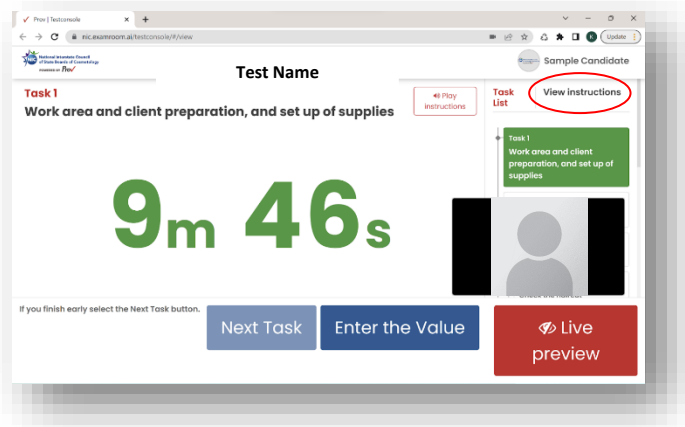 Prov | Testconsole
nic.examroom.ai/testconsole/#/view
K
Update
National Interstate Council
of State Boards of Cosmetology
POWERED BY Prov
Test Name
Sample Candidate
Task 1
Work area and client preparation, and set up of supplies
Play
instructions
Task
List
View instructions
Task 1
Work area and client
preparation, and set up of
supplies
9m 46s
If you finish early select the Next Task button.
Next Task
Enter the Value
Live
preview